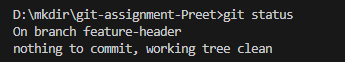 D:\mkdir\git-assignment-Preet>git status
On branch feature-header
nothing to commit, working tree clean